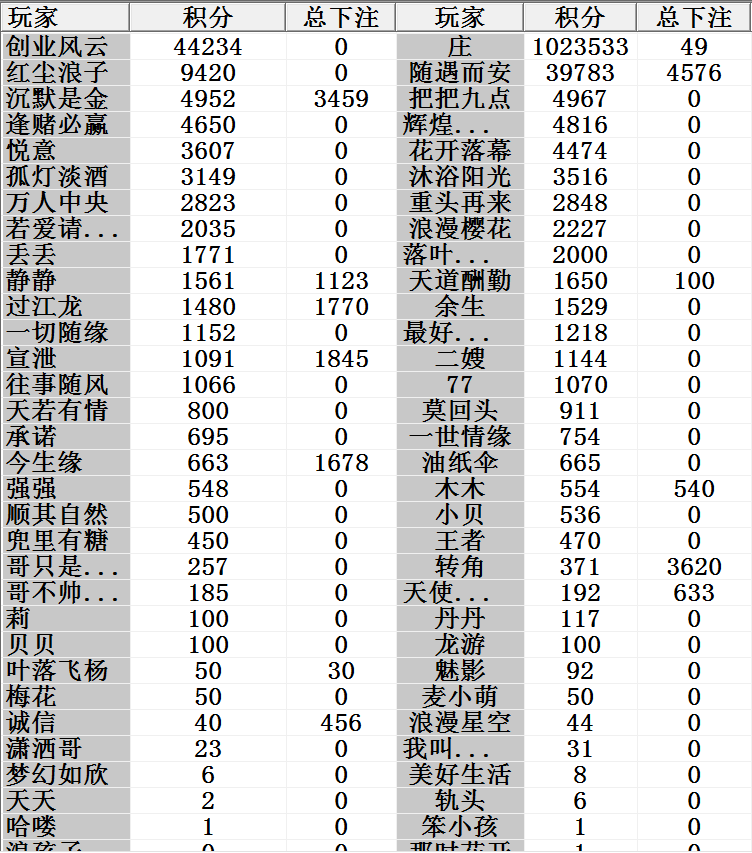 玩家 积分 总下注 玩家 积分 总下注
创业风云 44234 0 庄 1023533 49
红尘浪子 9420 0 随遇而安 39783 4576
沉默是金 4952 3459 把把九点 4967 0
逢赌必赢 4650 0 辉煌... 4816 0
悦意 3607 0 花开落幕 4474 0
孤灯淡酒 3149 0 沐浴阳光 3516 0
万人中央 2823 0 重头再来 2848 0
若爱请... 2035 0 浪漫樱花 2227 0
丢丢 1771 0 落叶... 2000 0
静静 1561 1123 天道酬勤 1650 100
过江龙 1480 1770 余生 1529 0
一切随缘 1152 0 最好... 1218 0
宣泄 1091 1845 二嫂 1144 0
往事随风 1066 0 77 1070 0
天若有情 800 0 莫回头 911 0
承诺 695 0 一世情缘 754 0
今生缘 663 1678 油纸伞 665 0
强强 548 0 木木 554 540
顺其自然 500 0 小贝 536 0
兜里有糖 450 0 王者 470 0
哥只是... 257 0 转角 371 3620
哥不帅... 185 0 天使... 192 633
莉 100 0 丹丹 117 0
贝贝 100 0 龙游 100 0
叶落飞杨 50 30 魅影 92 0
梅花 50 0 麦小萌 50 0
诚信 40 456 浪漫星空 44 0
潇洒哥 23 0 我叫... 31 0
梦幻如欣 6 0 美好生活 8 0
天天 2 0 轨头 6 0
哈喽 1 0 笨小孩 1 0